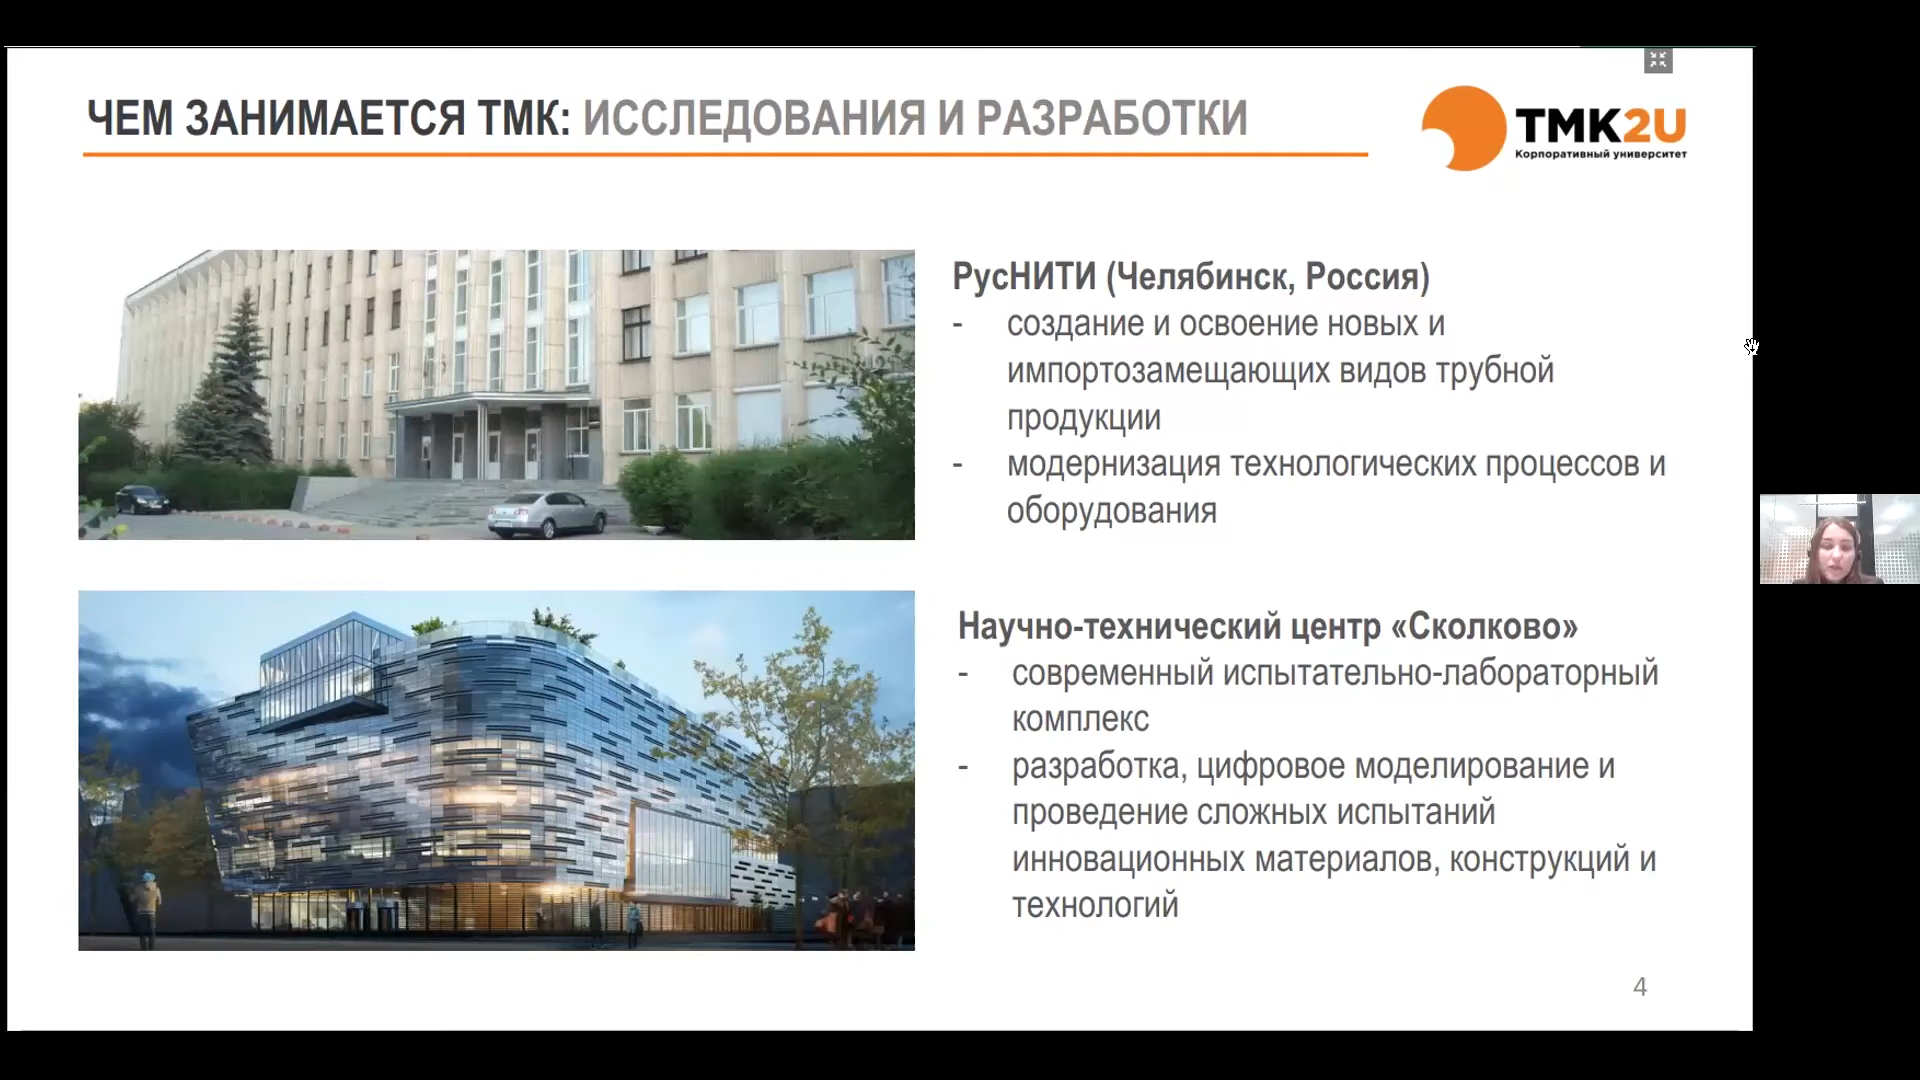 ЧЕМ ЗАНИМАЕТСЯ ТМК: ИССЛЕДОВАНИЯ И РАЗРАБОТКИ
ТМК2U
Корпоративный университет
РусНИТИ (Челябинск, Россия)
- создание и освоение новых и
импортозамещающих видов трубной
продукции
- модернизация технологических процессов и
оборудования
Научно-технический центр «Сколково»
- современный испытательно-лабораторный
комплекс
- разработка, цифровое моделирование и
проведение сложных испытаний
инновационных материалов, конструкций и
технологий
4